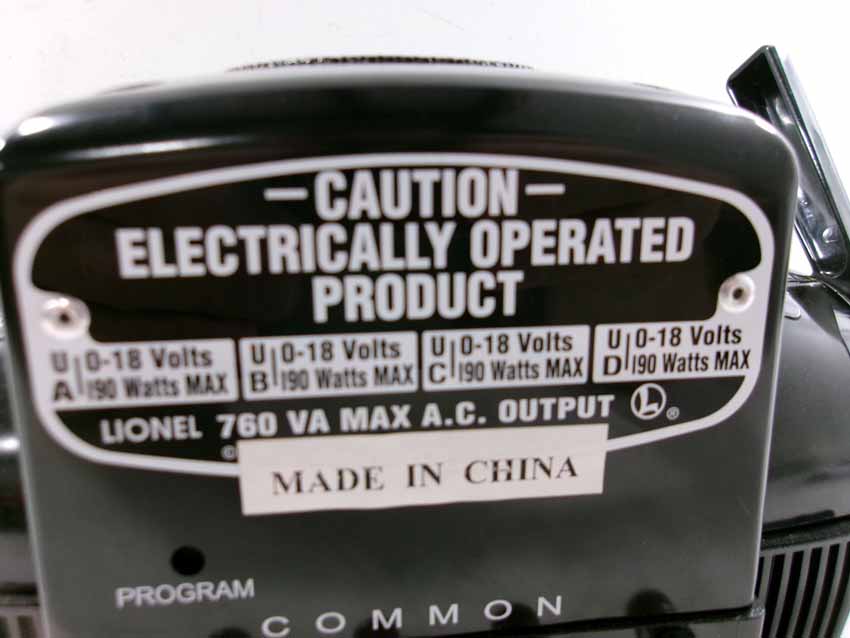 — CAUTION —
ELECTRICALLY OPERATED
PRODUCT
U A 0-18 Volts 190 Watts MAX
U B 0-18 Volts 190 Watts MAX
U C 0-18 Volts 190 Watts MAX
U D 0-18 Volts 190 Watts MAX
LIONEL 760 VA MAX A.C. OUTPUT L ®
©
MADE IN CHINA
PROGRAM
COMMON